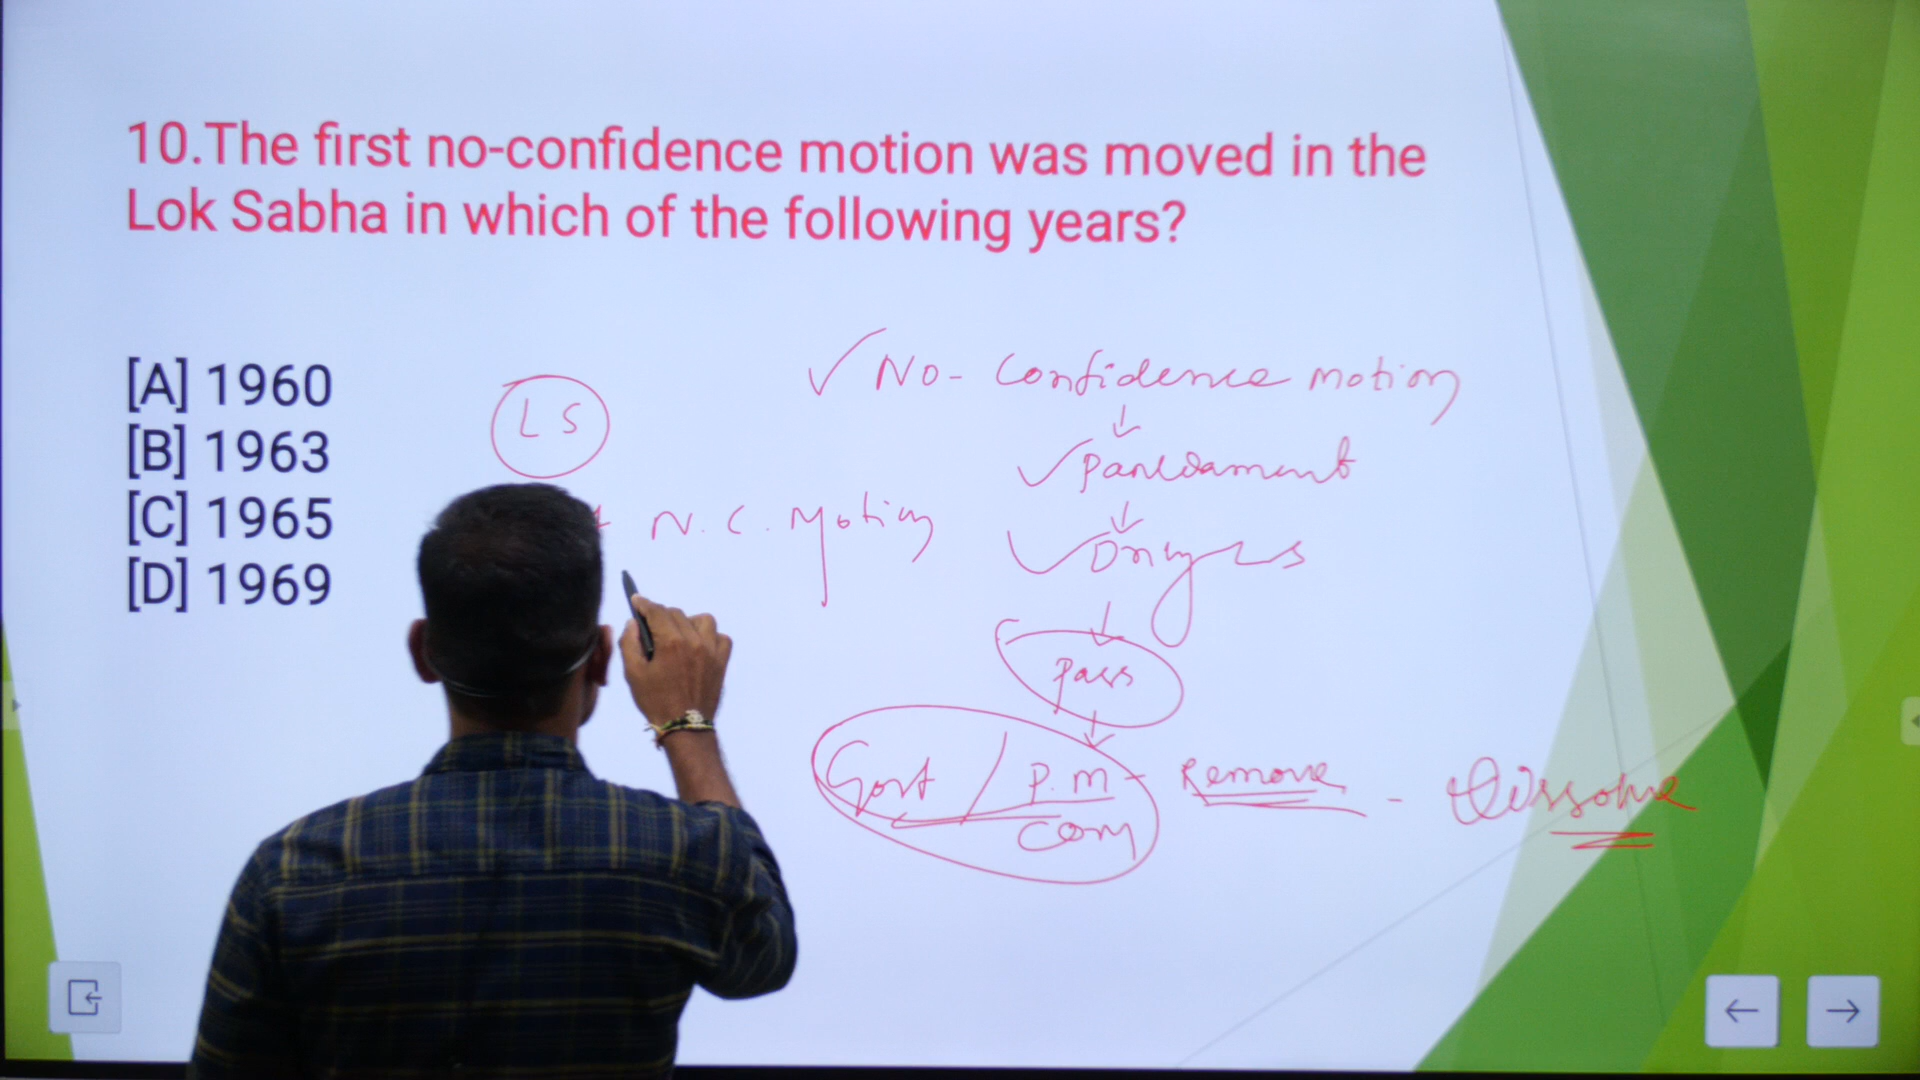 10.The first no-confidence motion was moved in the
Lok Sabha in which of the following years?
[A] 1960
[B] 1963
[C] 1965
[D] 1969
LS
N.C. Motion
No-Confidence motion
Pass
Govt / P.M - Remove - Dissolve
Com